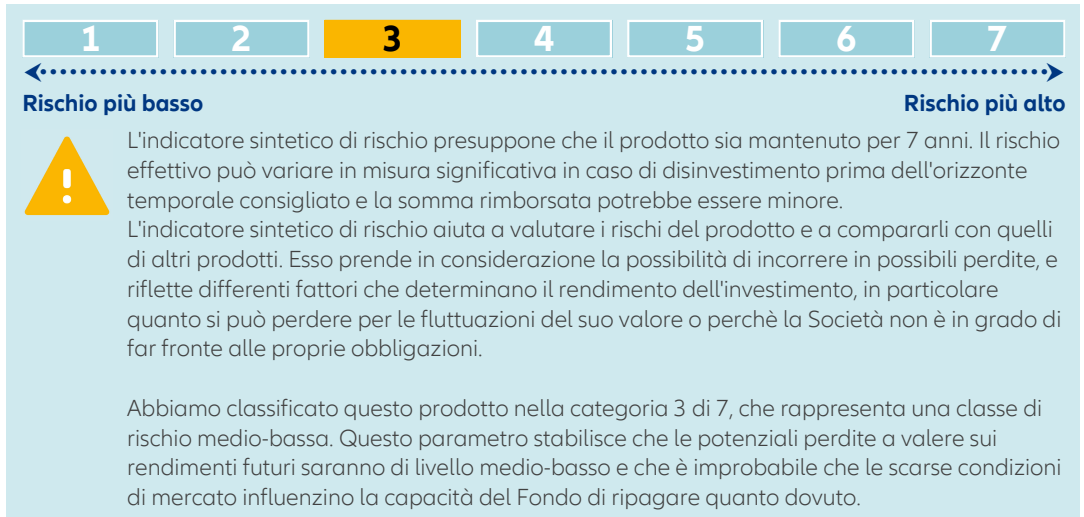 1 2 3 4 5 6 7
Rischio più basso Rischio più alto
L'indicatore sintetico di rischio presuppone che il prodotto sia mantenuto per 7 anni. Il rischio
effettivo può variare in misura significativa in caso di disinvestimento prima dell'orizzonte
temporale consigliato e la somma rimborsata potrebbe essere minore.
L'indicatore sintetico di rischio aiuta a valutare i rischi del prodotto e a compararli con quelli
di altri prodotti. Esso prende in considerazione la possibilità di incorrere in possibili perdite, e
riflette differenti fattori che determinano il rendimento dell'investimento, in particolare
quanto si può perdere per le fluttuazioni del suo valore o perchè la Società non è in grado di
far fronte alle proprie obbligazioni.
Abbiamo classificato questo prodotto nella categoria 3 di 7, che rappresenta una classe di
rischio medio-bassa. Questo parametro stabilisce che le potenziali perdite a valere sui
rendimenti futuri saranno di livello medio-basso e che è improbabile che le scarse condizioni
di mercato influenzino la capacità del Fondo di ripagare quanto dovuto.